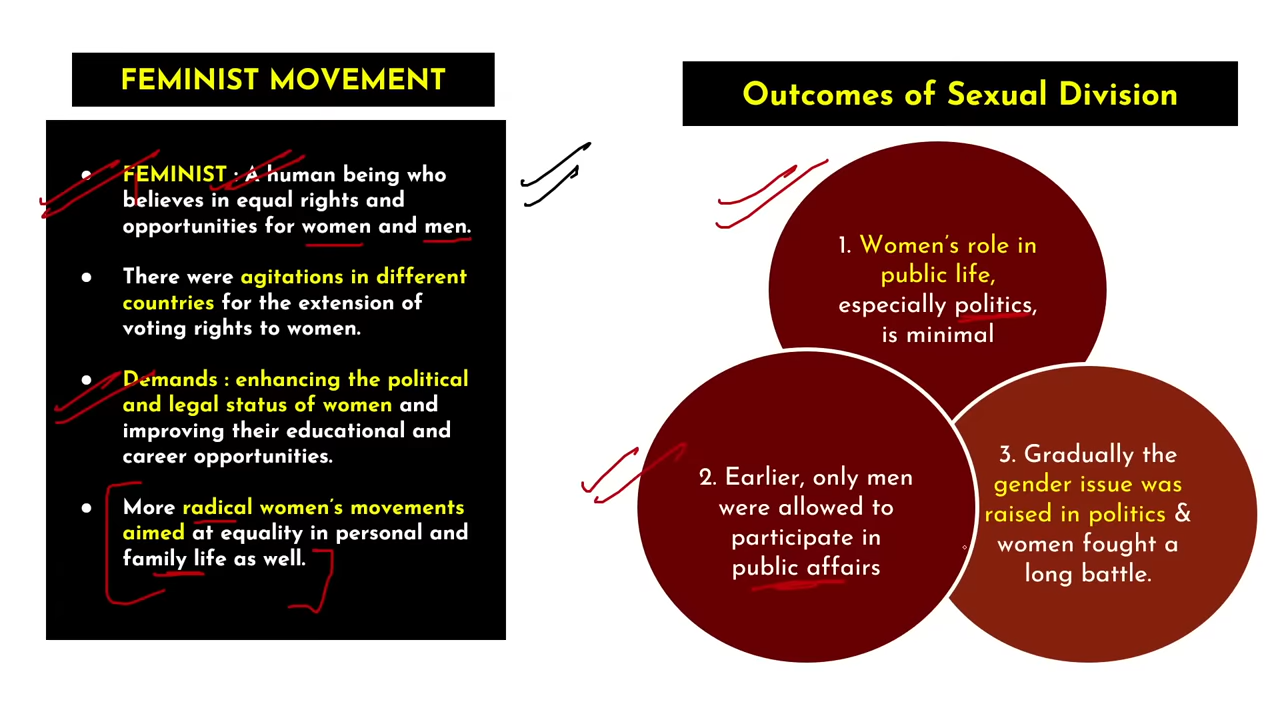 FEMINIST MOVEMENT
● FEMINIST : A human being who
believes in equal rights and
opportunities for women and men.
● There were agitations in different
countries for the extension of
voting rights to women.
● Demands : enhancing the political
and legal status of women and
improving their educational and
career opportunities.
● More radical women's movements
aimed at equality in personal and
family life as well.
Outcomes of Sexual Division
1. Women's role in
public life,
especially politics,
is minimal
2. Earlier, only men
were allowed to
participate in
public affairs
3. Gradually the
gender issue was
raised in politics &
women fought a
long battle.